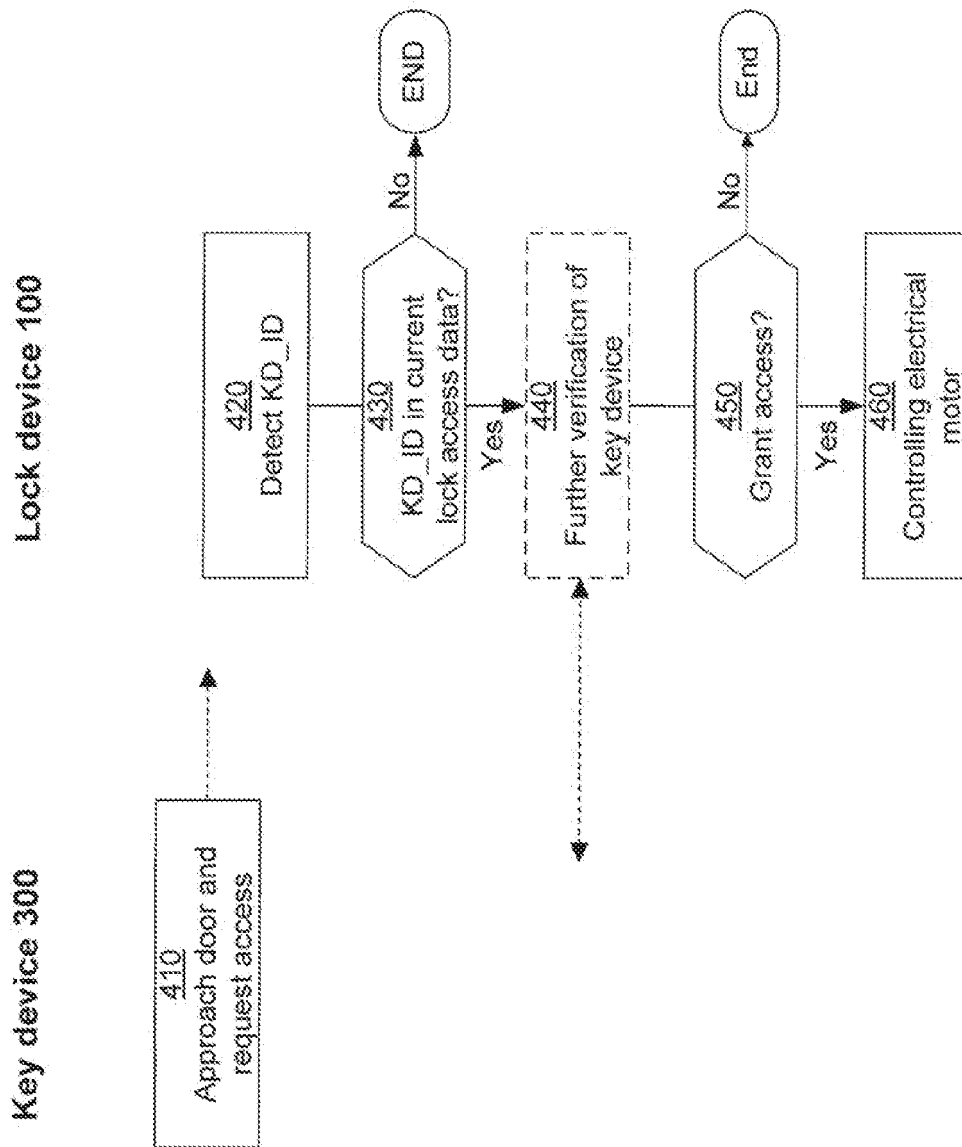 Key device 300
Lock device 100
410
Approach door and
request access
420
Detect KD_ID
430
KD_ID in current
lock access data?
No
END
Yes
440
Further verification of
key device
450
Grant access?
No
End
Yes
460
Controlling electrical
motor